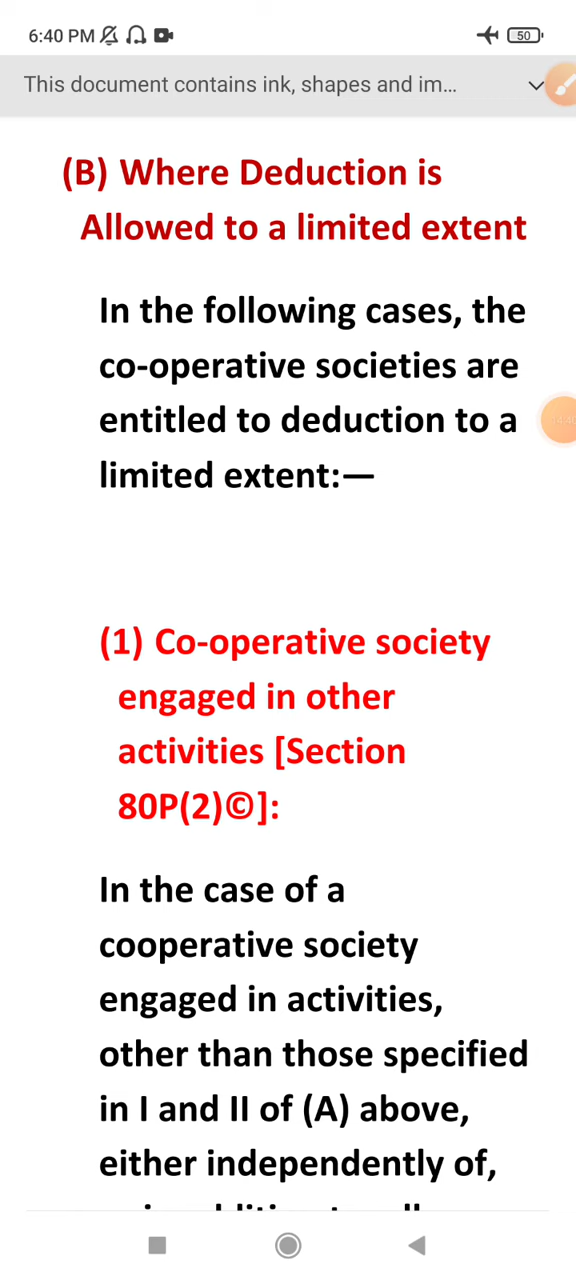 6:40 PM
50
This document contains ink, shapes and im...
(B) Where Deduction is
Allowed to a limited extent
In the following cases, the
co-operative societies are
entitled to deduction to a
limited extent:—
(1) Co-operative society
engaged in other
activities [Section
80P(2)©]:
In the case of a
cooperative society
engaged in activities,
other than those specified
in I and II of (A) above,
either independently of,